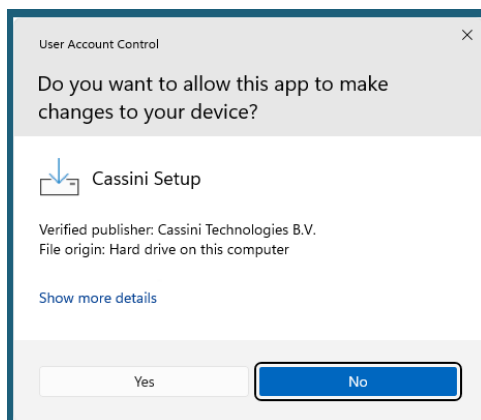 User Account Control
Do you want to allow this app to make
changes to your device?
Cassini Setup
Verified publisher: Cassini Technologies B.V.
File origin: Hard drive on this computer
Show more details
Yes
No